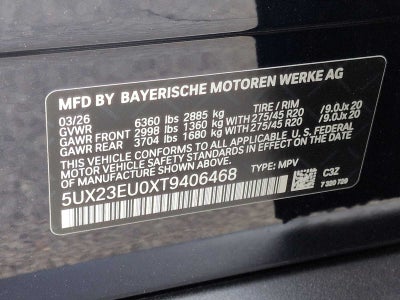 MFD BY BAYERISCHE MOTOREN WERKE AG
03/26 6360 lbs 2885 kg TIRE / RIM
GVWR
GAWR FRONT 2998 lbs 1360 kg 275/45 R20 /9.0Jx 20
GAWR REAR 3704 lbs 1680 kg 275/45 R20 /9.0Jx 20
THIS VEHICLE CONFORMS TO ALL APPLICABLE U.S. FEDERAL
MOTOR VEHICLE SAFETY STANDARDS IN EFFECT ON THE DATE
OF MANUFACTURE SHOWN ABOVE.
5UX23EU0XT9406468 TYPE: MPV
C3Z